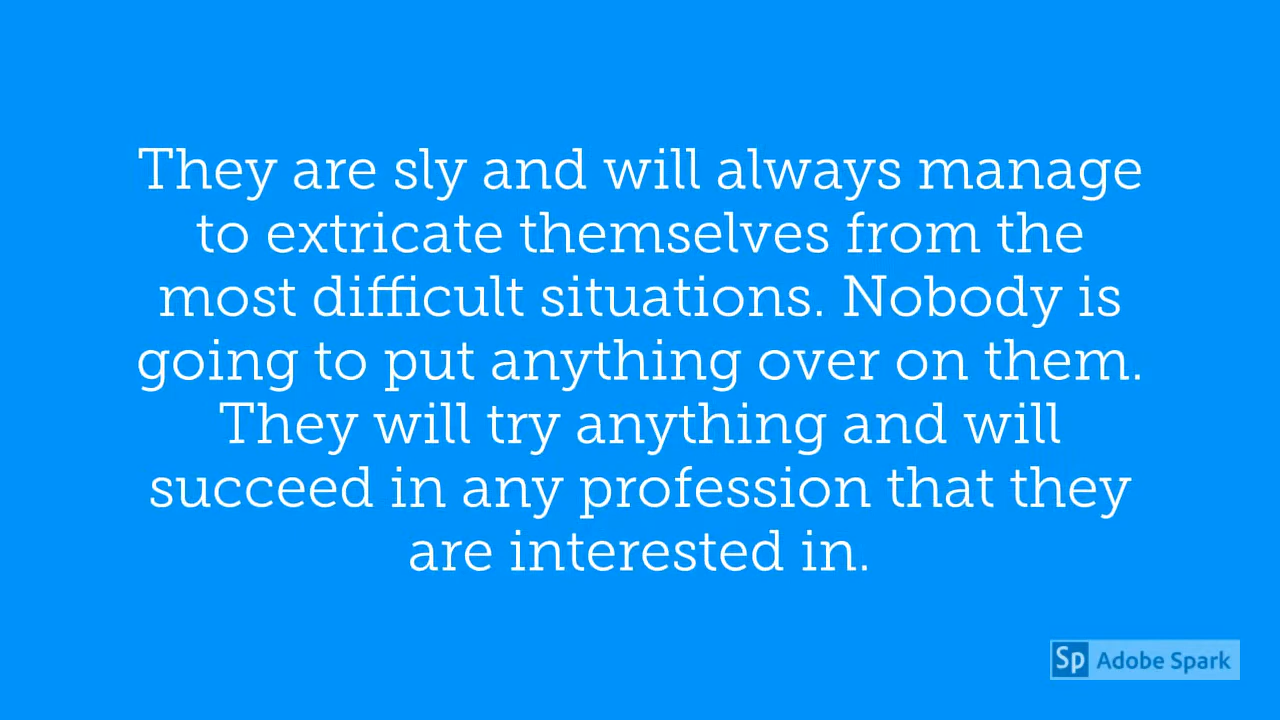 They are sly and will always manage
to extricate themselves from the
most difficult situations. Nobody is
going to put anything over on them.
They will try anything and will
succeed in any profession that they
are interested in.
Sp Adobe Spark